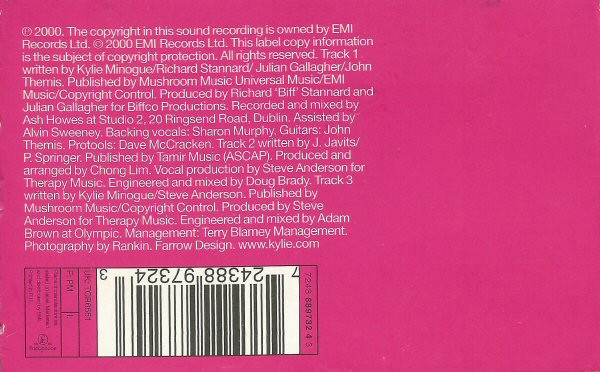 ℗ 2000. The copyright in this sound recording is owned by EMI
Records Ltd. © 2000 EMI Records Ltd. This label copy information
is the subject of copyright protection. All rights reserved. Track 1
written by Kylie Minogue/Richard Stannard/ Julian Gallagher/John
Themis. Published by Mushroom Music Universal Music/EMI
Music/Copyright Control. Produced by Richard ‘Biff’ Stannard and
Julian Gallagher for Biffco Productions. Recorded and mixed by
Ash Howes at Studio 2, 20 Ringsend Road, Dublin. Assisted by
Alvin Sweeney. Backing vocals: Sharon Murphy. Guitars: John
Themis. Protools: Dave McCracken. Track 2 written by J. Javits/
P. Springer. Published by Tamir Music (ASCAP). Produced and
arranged by Chong Lim. Vocal production by Steve Anderson for
Therapy Music. Engineered and mixed by Doug Brady. Track 3
written by Kylie Minogue/Steve Anderson. Published by
Mushroom Music/Copyright Control. Produced by Steve
Anderson for Therapy Music. Engineered and mixed by Adam
Brown at Olympic. Management: Terry Blamey Management.
Photography by Rankin. Farrow Design. www.kylie.com
7 24388 97324 3
7243 889732 4 3
UK: TCR6551
F: PM